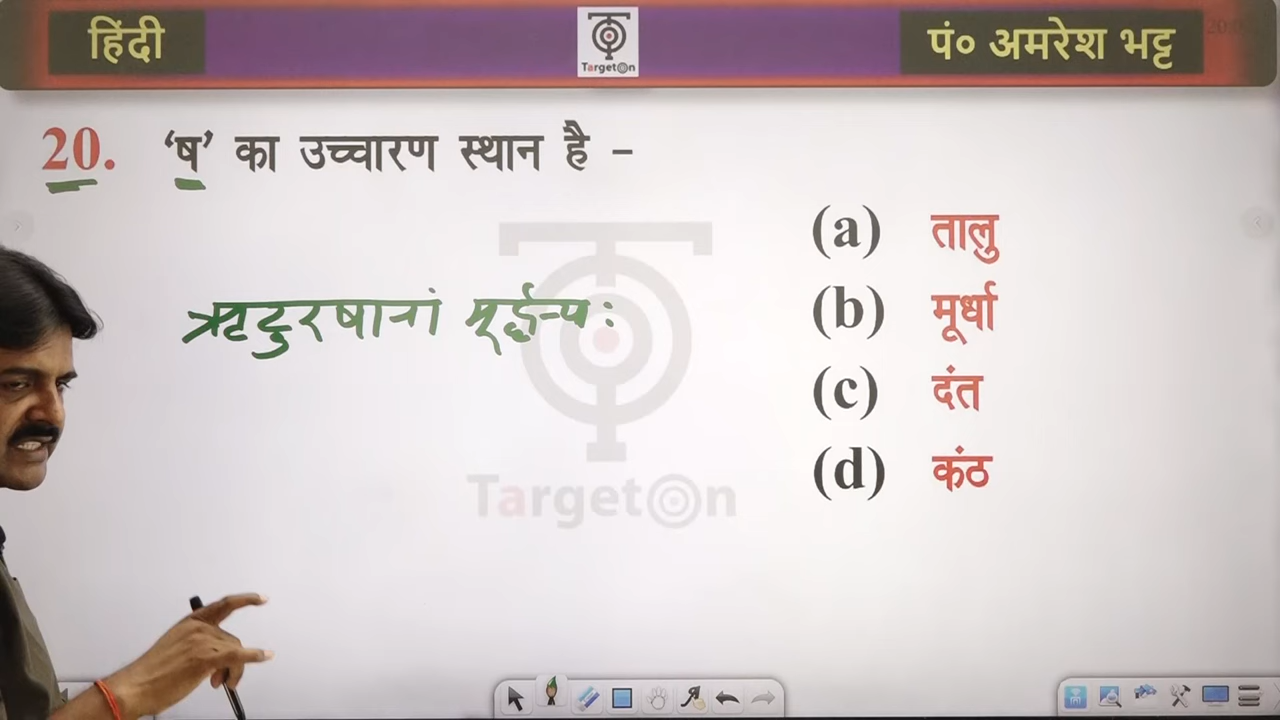 हिंदी
TargetOn
पं० अमरेश भट्ट
20. ‘ष’ का उच्चारण स्थान है –
(a) तालु
(b) मूर्धा
(c) दंत
(d) कंठ
ऋटुरषानां मूर्द्धन्यः
TargetOn